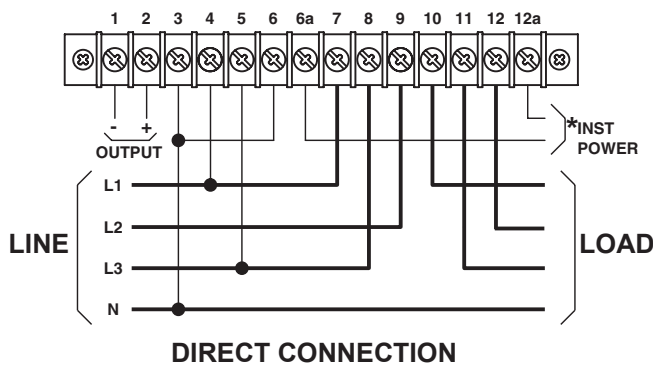 1 2 3 4 5 6 6a 7 8 9 10 11 12 12a
- +
OUTPUT
*INST
POWER
L1
L2
LINE
LOAD
L3
N
DIRECT CONNECTION